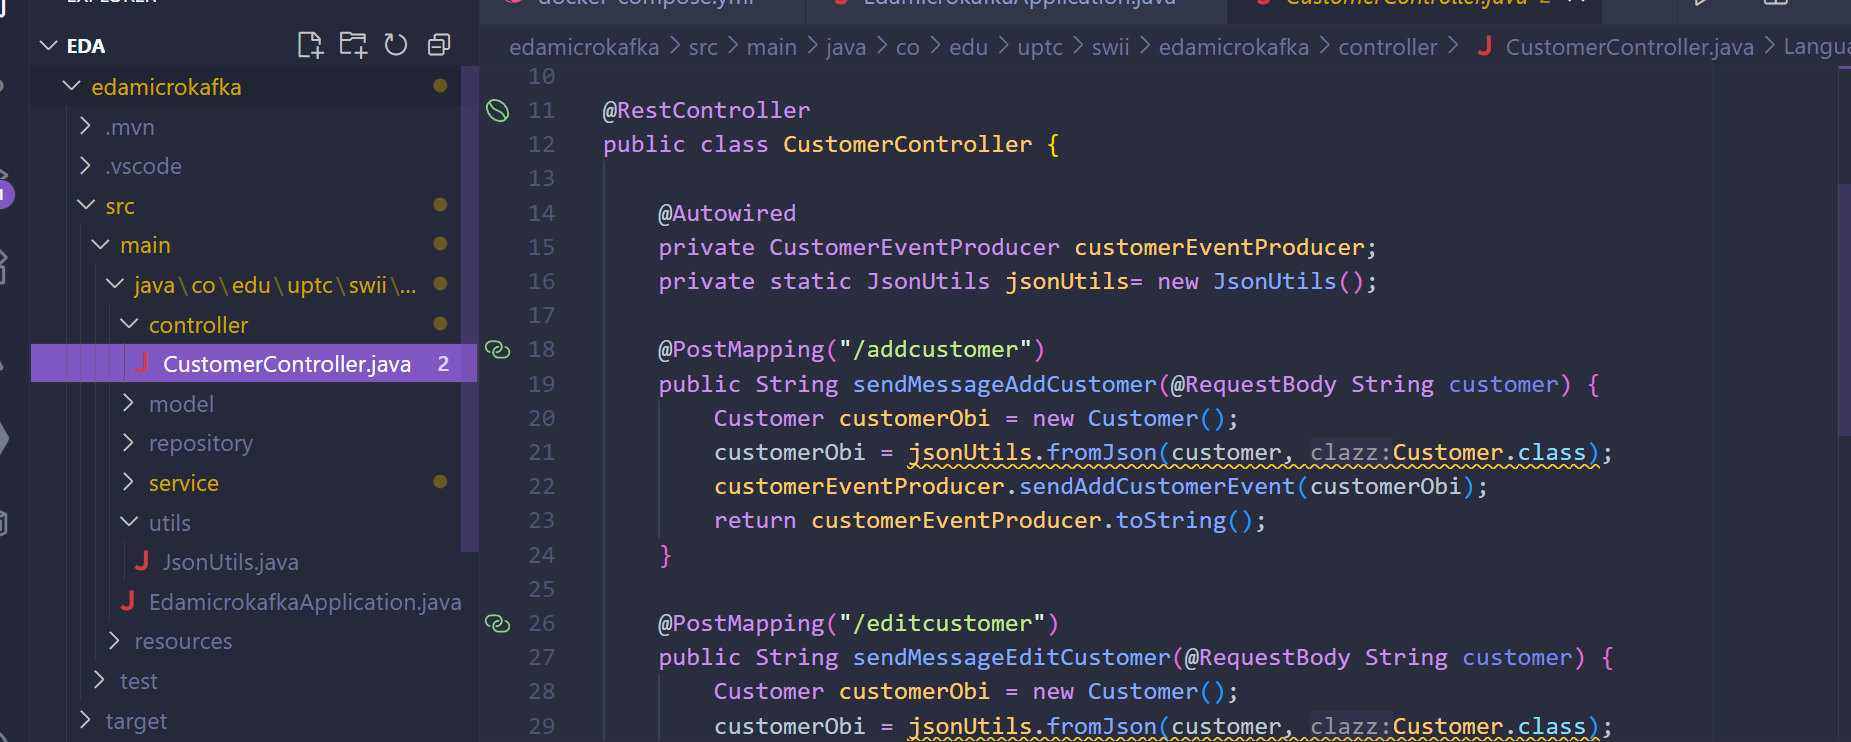 EDA
edamicrokafka
.mvn
.vscode
src
main
java\co\edu\uptc\swii\...
controller
CustomerController.java 2
model
repository
service
utils
JsonUtils.java
EdamicrokafkaApplication.java
resources
test
target
edamicrokafka > src > main > java > co > edu > uptc > swii > edamicrokafka > controller > J CustomerController.java >
10
11 @RestController
12 public class CustomerController {
13
14 @Autowired
15 private CustomerEventProducer customerEventProducer;
16 private static JsonUtils jsonUtils= new JsonUtils();
17
18 @PostMapping("/addcustomer")
19 public String sendMessageAddCustomer(@RequestBody String customer) {
20 Customer customerObi = new Customer();
21 customerObi = jsonUtils.fromJson(customer, clazz:Customer.class);
22 customerEventProducer.sendAddCustomerEvent(customerObi);
23 return customerEventProducer.toString();
24 }
25
26 @PostMapping("/editcustomer")
27 public String sendMessageEditCustomer(@RequestBody String customer) {
28 Customer customerObi = new Customer();
29 customerObi = jsonUtils.fromJson(customer, clazz:Customer.class);